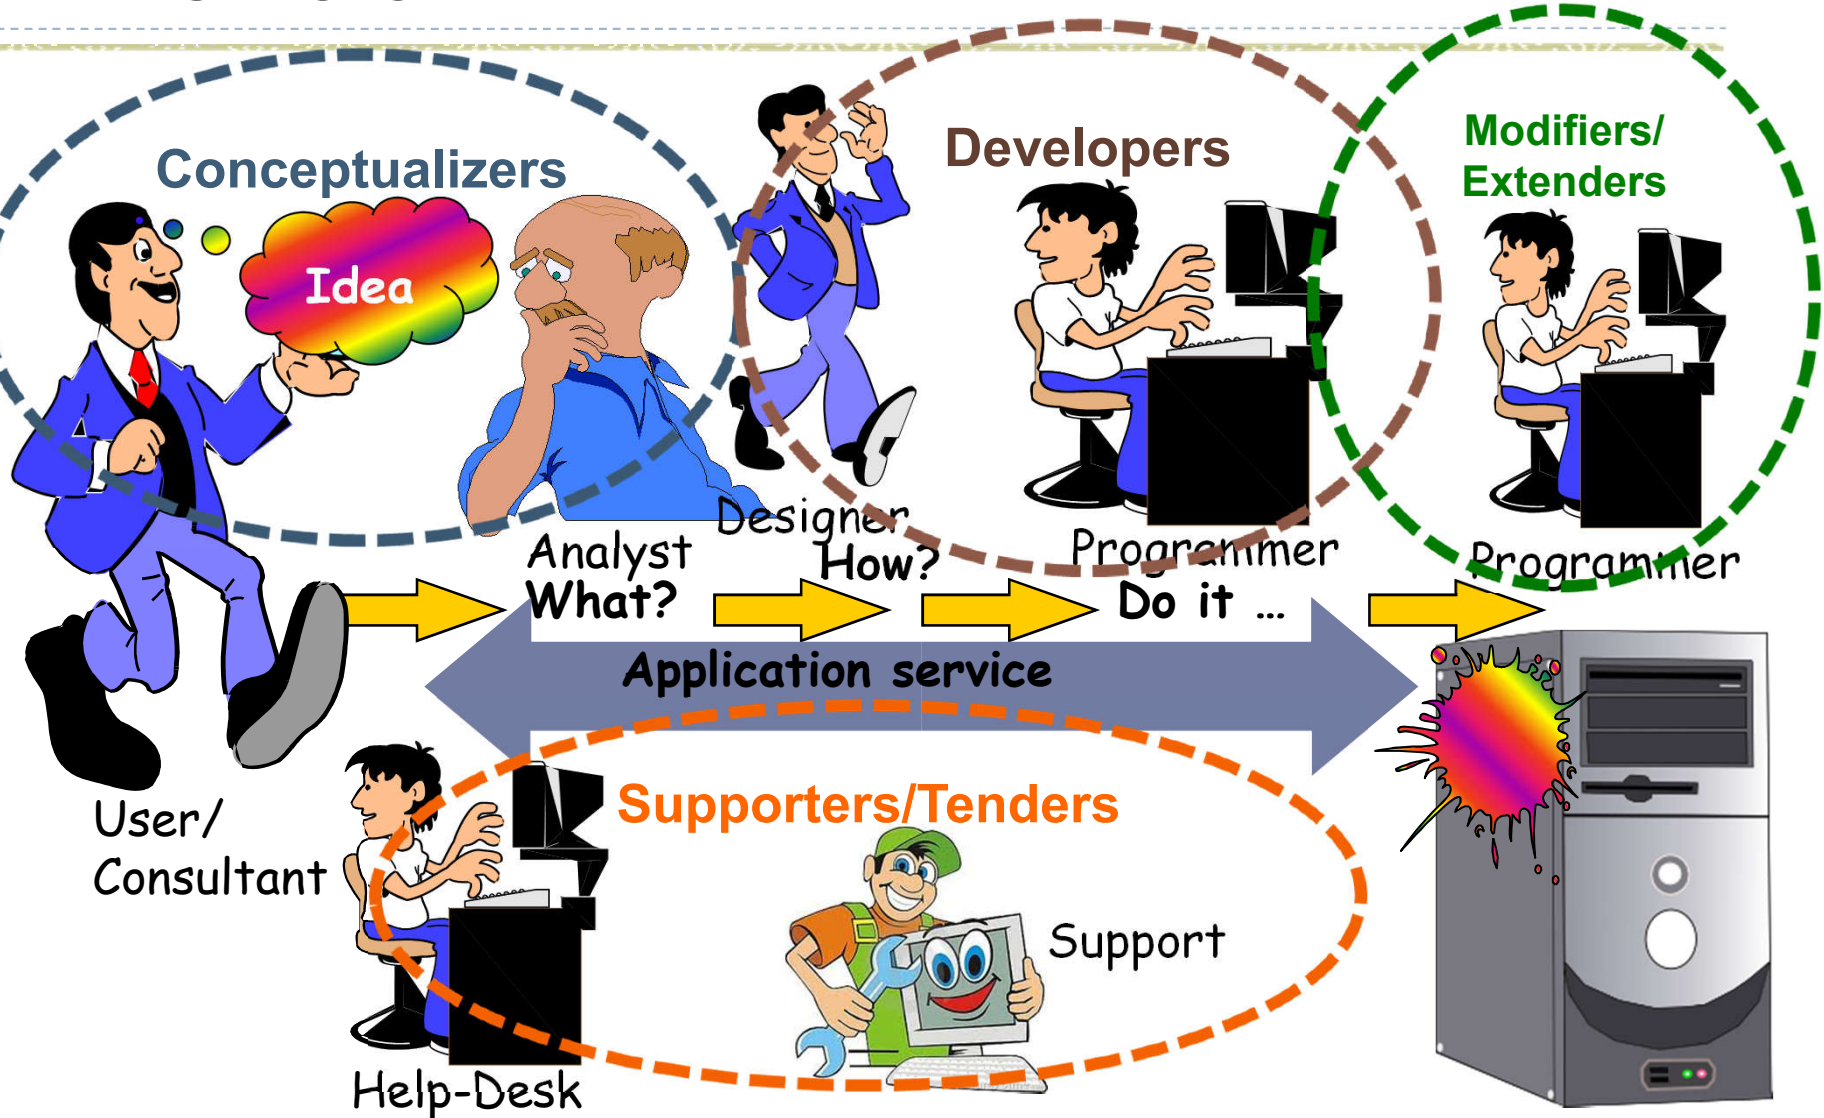 Conceptualizers
Developers
Modifiers/
Extenders
Idea
Designer
Analyst
How?
Programmer
Programmer
What?
Do it ...
Application service
Supporters/Tenders
User/
Consultant
Support
Help-Desk